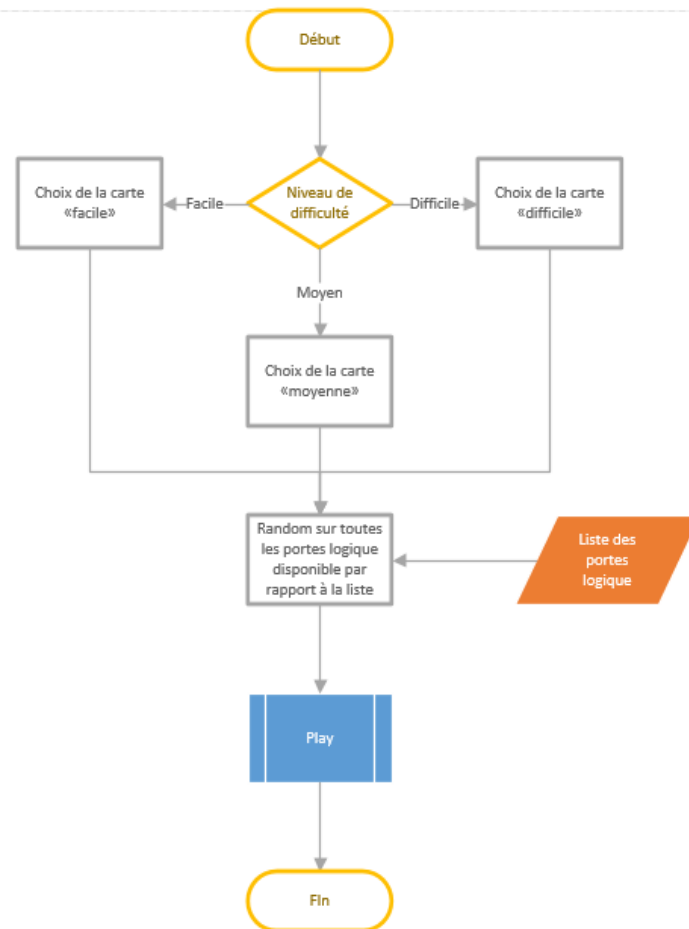 Début
Niveau de
difficulté
Facile
Difficile
Choix de la carte
«facile»
Choix de la carte
«difficile»
Moyen
Choix de la carte
«moyenne»
Random sur toutes
les portes logique
disponible par
rapport à la liste
Liste des
portes
logique
Play
FIn